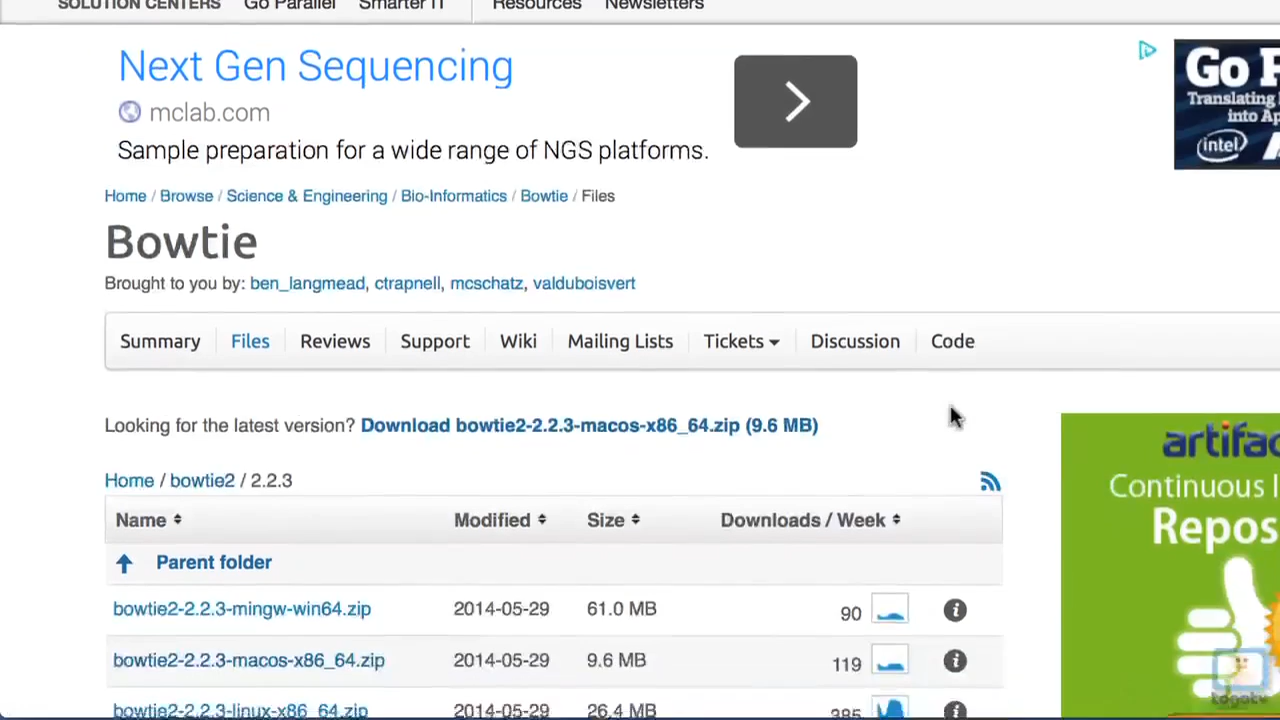 SOLUTION CENTERS Go Parallel Smarter IT Resources Newsletters
Next Gen Sequencing
mclab.com
Sample preparation for a wide range of NGS platforms.
Go
Translating
into
intel
Home / Browse / Science & Engineering / Bio-Informatics / Bowtie / Files
Bowtie
Brought to you by: ben_langmead, ctrapnell, mcschatz, valduboisvert
Summary Files Reviews Support Wiki Mailing Lists Tickets Discussion Code
Looking for the latest version? Download bowtie2-2.2.3-macos-x86_64.zip (9.6 MB)
Home / bowtie2 / 2.2.3
Name Modified Size Downloads / Week
Parent folder
bowtie2-2.2.3-mingw-win64.zip 2014-05-29 61.0 MB 90
bowtie2-2.2.3-macos-x86_64.zip 2014-05-29 9.6 MB 119
bowtie2-2.2.3-linux-x86_64.zip 2014-05-29 26.4 MB 385
artifac
Continuous I
Repos
togotv